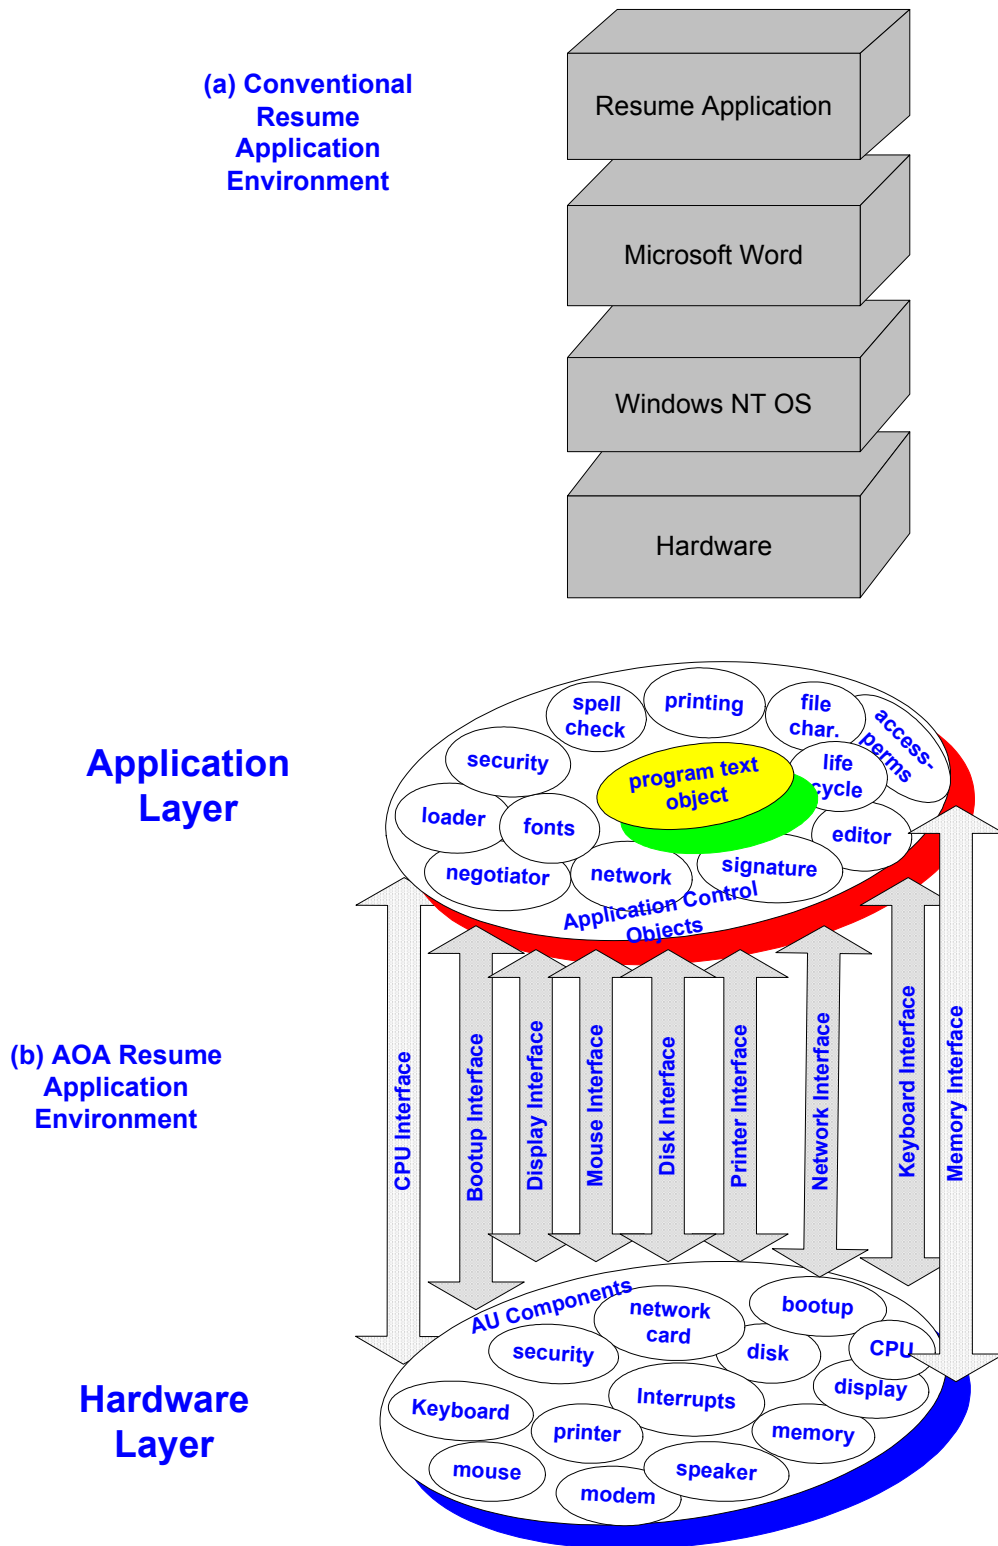 (a) Conventional
Resume
Application
Environment
Resume Application
Microsoft Word
Windows NT OS
Hardware
Application
Layer
spell
check
printing
file
char.
access-
perms
security
program text
object
life
cycle
loader
fonts
editor
negotiator
network
signature
Application Control
Objects
(b) AOA Resume
Application
Environment
CPU Interface
Bootup Interface
Display Interface
Mouse Interface
Disk Interface
Printer Interface
Network Interface
Keyboard Interface
Memory Interface
Hardware
Layer
AU Components
network
card
bootup
security
disk
CPU
Keyboard
Interrupts
display
printer
memory
mouse
modem
speaker